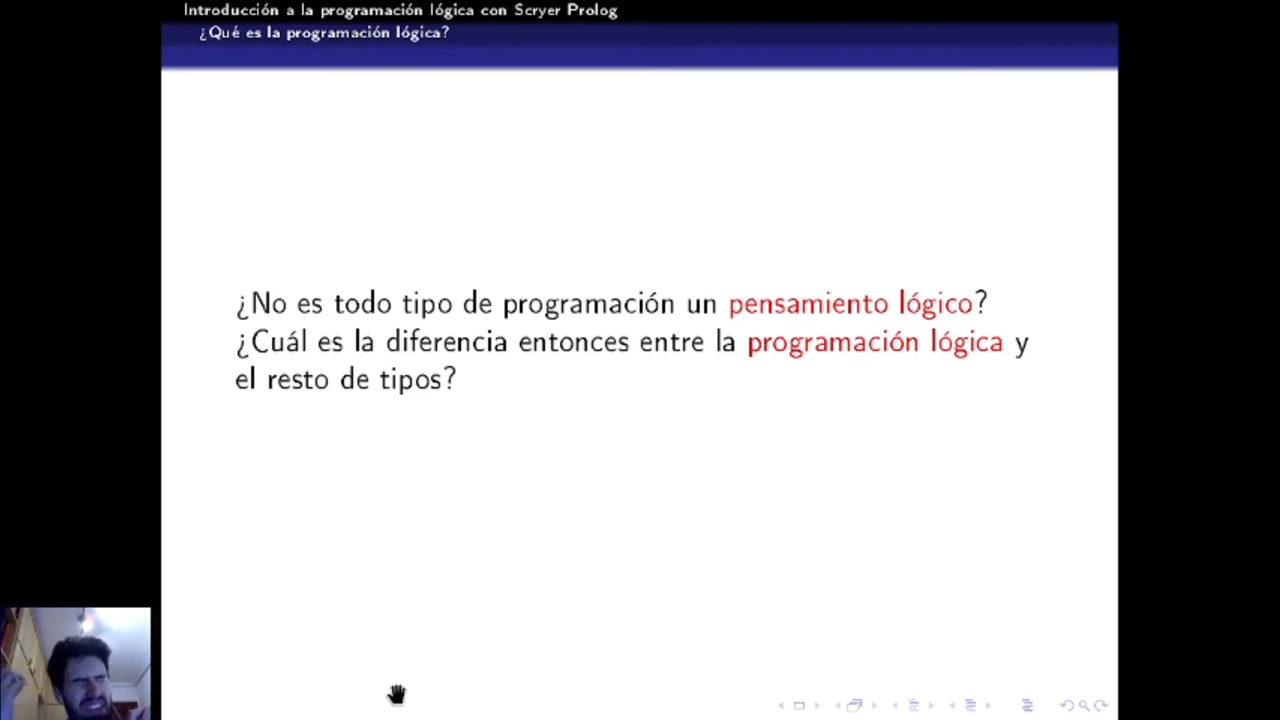 Introducción a la programación lógica con Scryer Prolog
¿Qué es la programación lógica?
¿No es todo tipo de programación un pensamiento lógico?
¿Cuál es la diferencia entonces entre la programación lógica y
el resto de tipos?